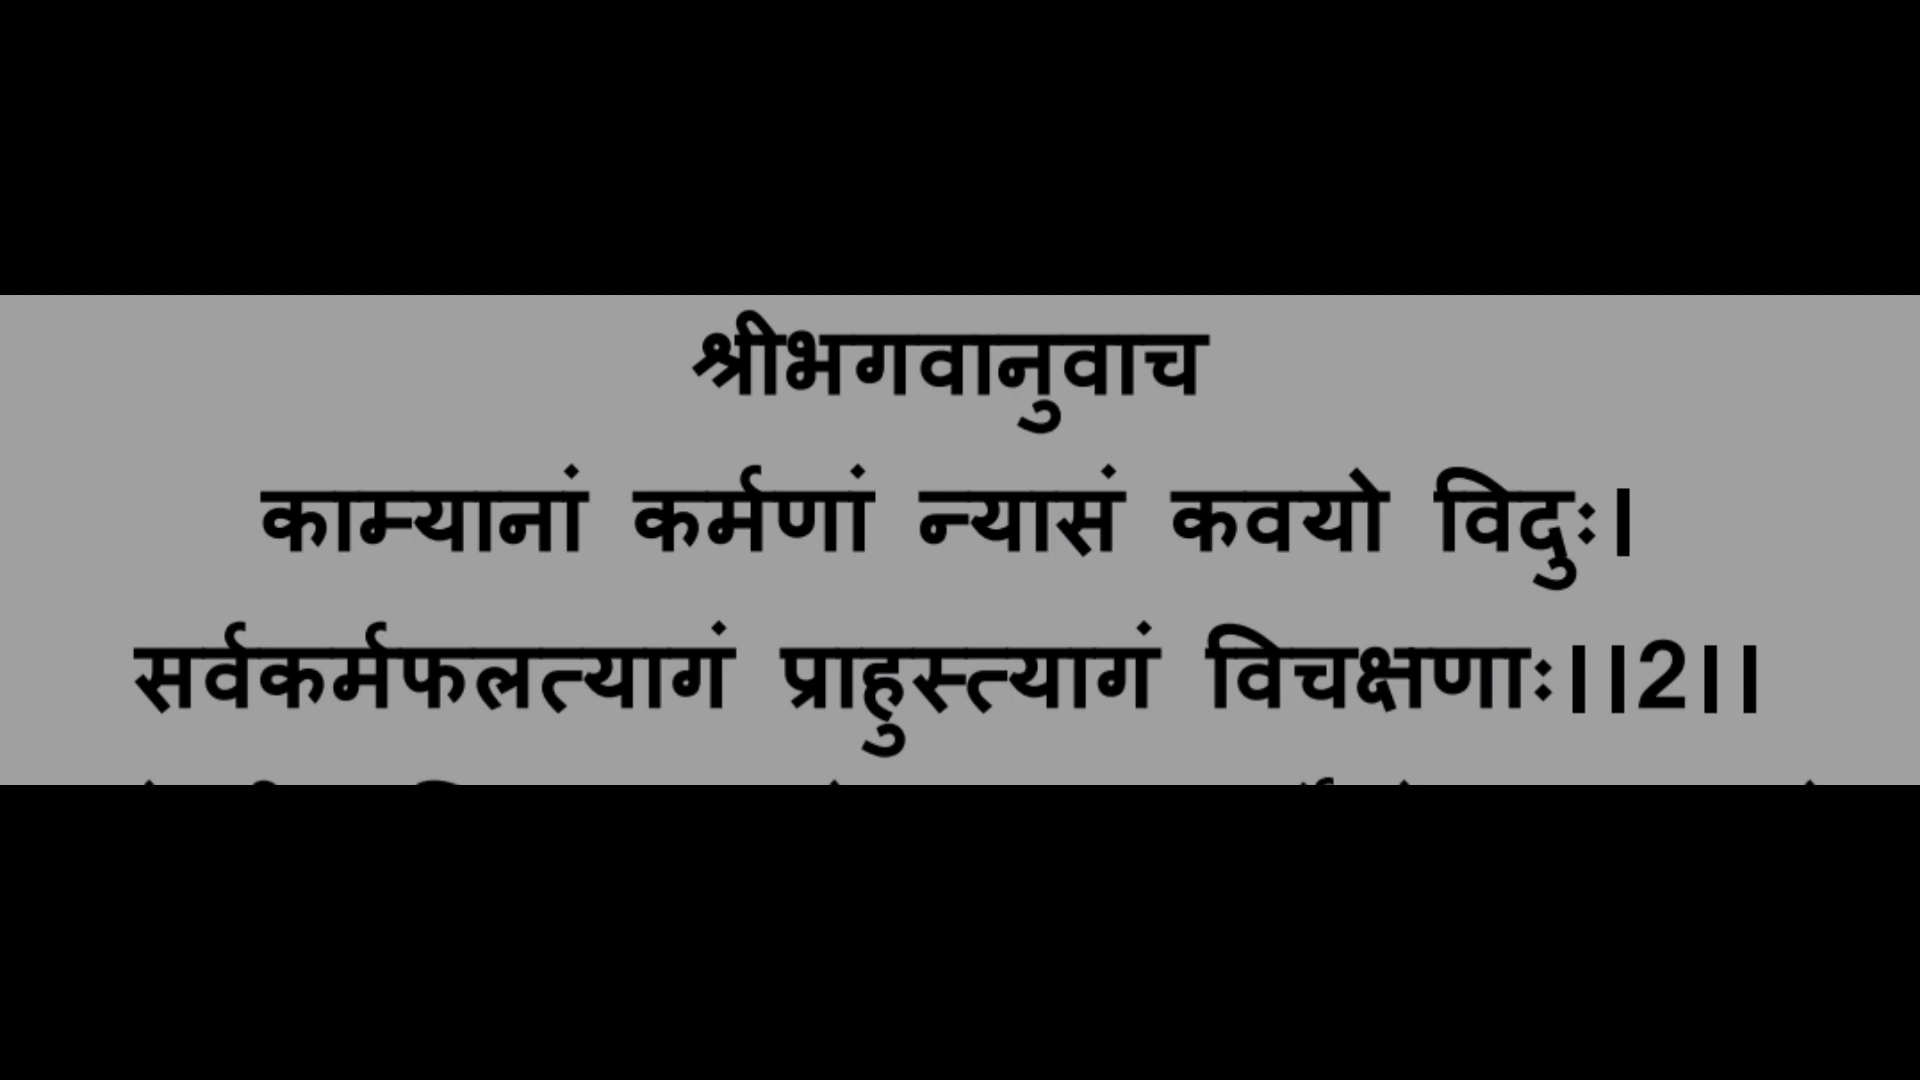 श्रीभगवानुवाच
काम्यानां कर्मणां न्यासं कवयो विदुः।
सर्वकर्मफलत्यागं प्राहुस्त्यागं विचक्षणाः।।2।।